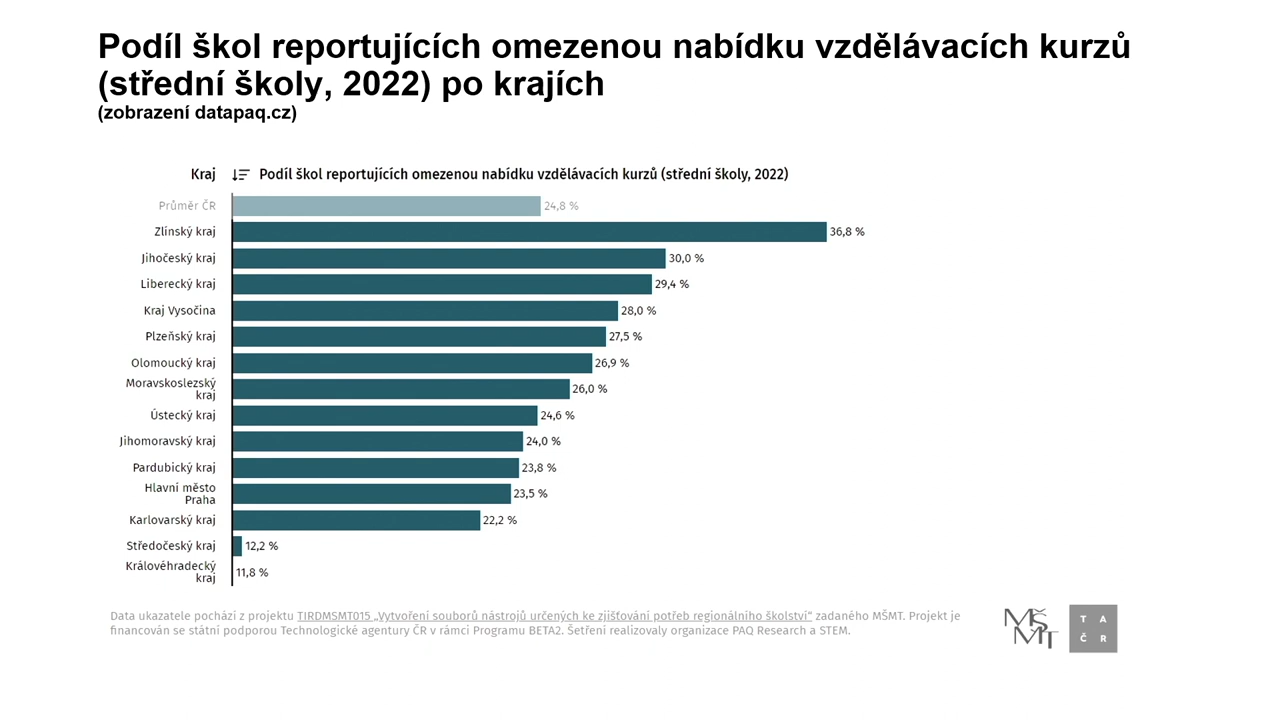 Podíl škol reportujících omezenou nabídku vzdělávacích kurzů
(střední školy, 2022) po krajích
(zobrazení datapaq.cz)
Kraj Podíl škol reportujících omezenou nabídku vzdělávacích kurzů (střední školy, 2022)
Průměr ČR 24,8 %
Zlínský kraj 36,8 %
Jihočeský kraj 30,0 %
Liberecký kraj 29,4 %
Kraj Vysočina 28,0 %
Plzeňský kraj 27,5 %
Olomoucký kraj 26,9 %
Moravskoslezský
kraj 26,0 %
Ústecký kraj 24,6 %
Jihomoravský kraj 24,0 %
Pardubický kraj 23,8 %
Hlavní město
Praha 23,5 %
Karlovarský kraj 22,2 %
Středočeský kraj 12,2 %
Královéhradecký
kraj 11,8 %
Data ukazatele pochází z projektu TIRDMSMT015 „Vytvoření souborů nástrojů určených ke zjišťování potřeb regionálního školství“ zadaného MŠMT. Projekt je
financován se státní podporou Technologické agentury ČR v rámci Programu BETA2. Šetření realizovaly organizace PAQ Research a STEM.
MŠ
MT
T A
Č R